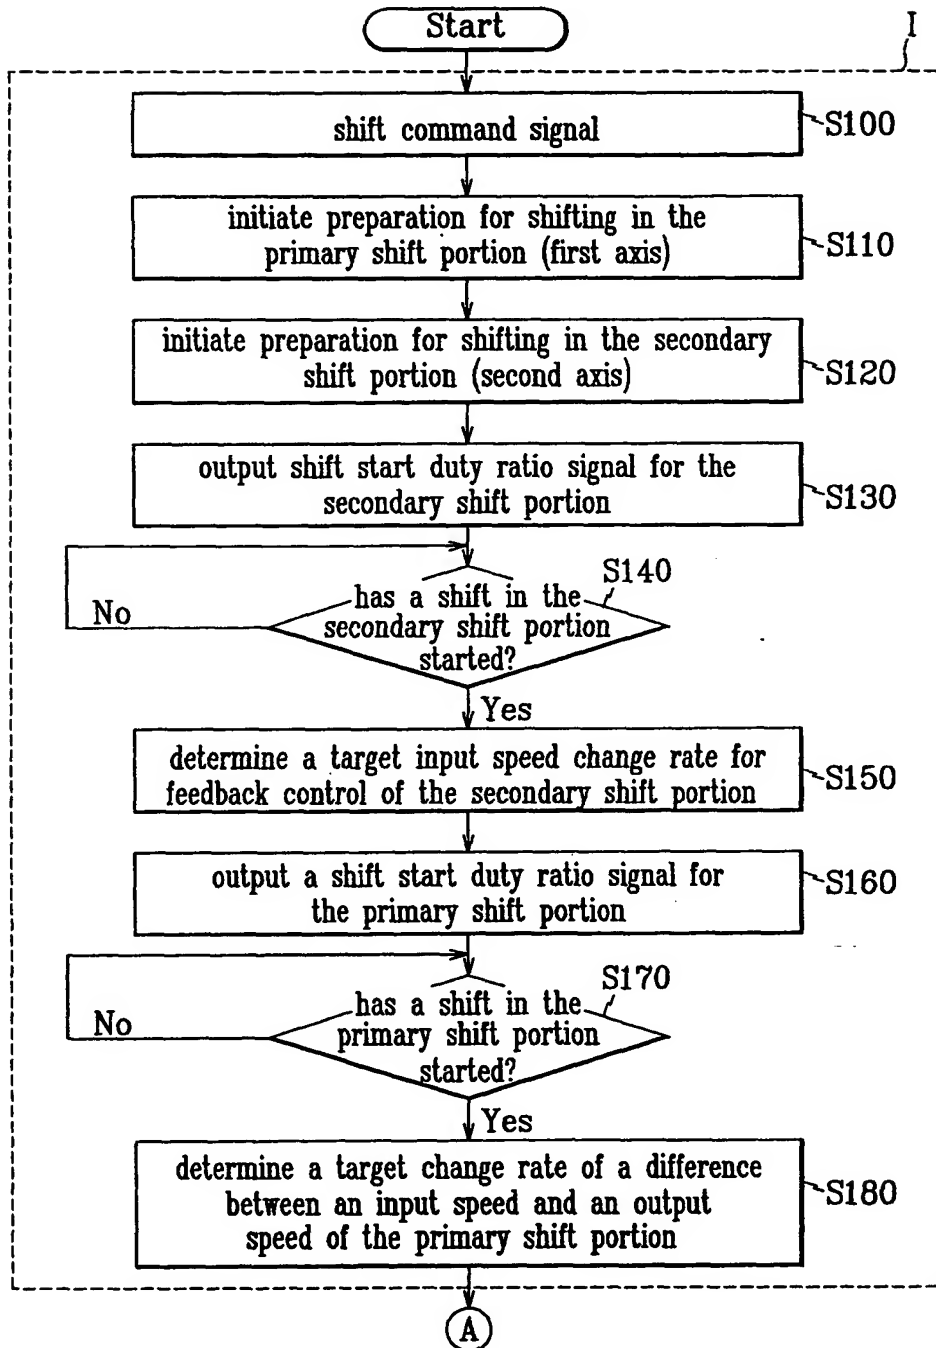 Start
I
shift command signal
S100
initiate preparation for shifting in the
primary shift portion (first axis)
S110
initiate preparation for shifting in the secondary
shift portion (second axis)
S120
output shift start duty ratio signal for the
secondary shift portion
S130
S140
has a shift in the
secondary shift portion
started?
No
Yes
determine a target input speed change rate for
feedback control of the secondary shift portion
S150
output a shift start duty ratio signal for
the primary shift portion
S160
S170
has a shift in the
primary shift portion
started?
No
Yes
determine a target change rate of a difference
between an input speed and an output
speed of the primary shift portion
S180
A